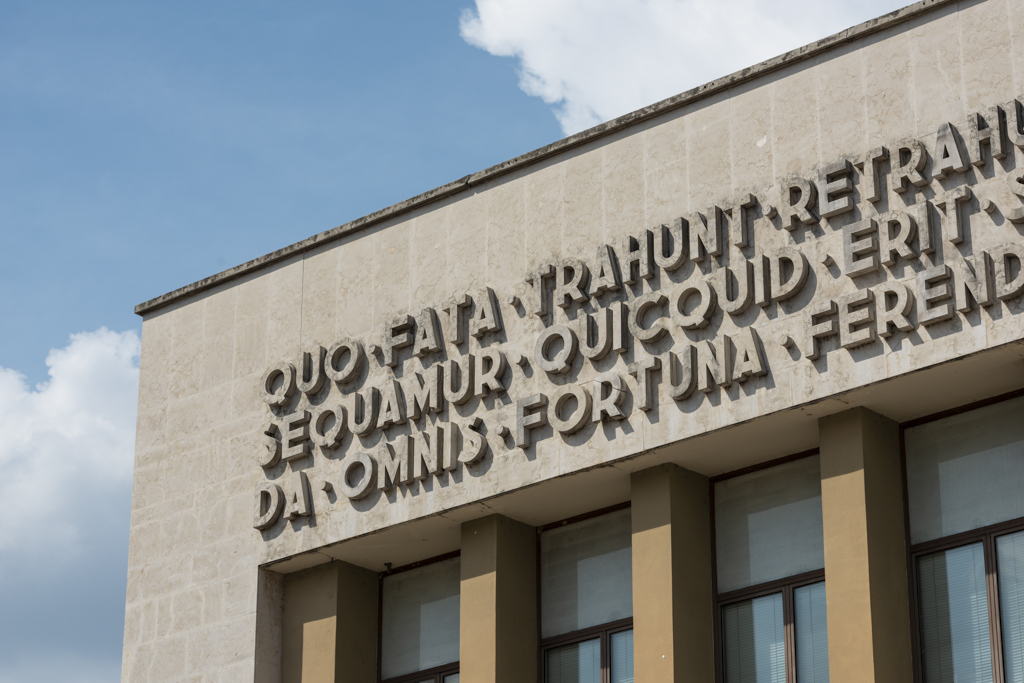 QUO · FATA · TRAHUNT · RETRAHU
SEQUAMUR · QUICQUID · ERIT · S
DA · OMNIS · FORTUNA · FEREND